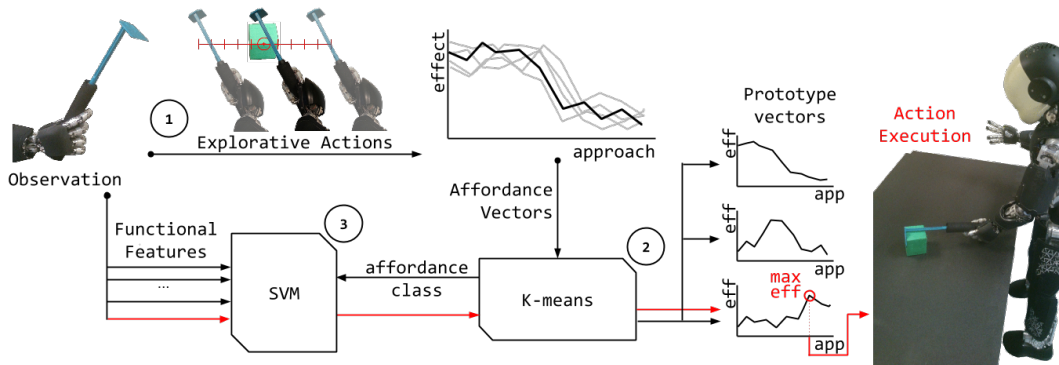 1
Explorative Actions
Observation
effect
approach
Affordance
Vectors
Prototype
vectors
Action
Execution
eff
app
eff
app
max
eff
eff
app
Functional
Features
...
3
SVM
affordance
class
2
K-means